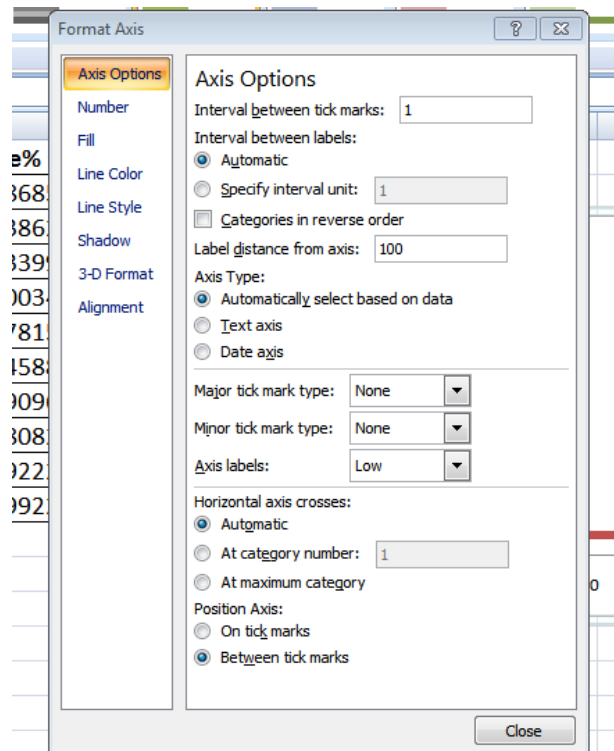 Format Axis
Axis Options
Number
Fill
Line Color
Line Style
Shadow
3-D Format
Alignment
Axis Options
Interval between tick marks: 1
Interval between labels:
Automatic
Specify interval unit: 1
Categories in reverse order
Label distance from axis: 100
Axis Type:
Automatically select based on data
Text axis
Date axis
Major tick mark type: None
Minor tick mark type: None
Axis labels: Low
Horizontal axis crosses:
Automatic
At category number: 1
At maximum category
Position Axis:
On tick marks
Between tick marks
Close
e%
0